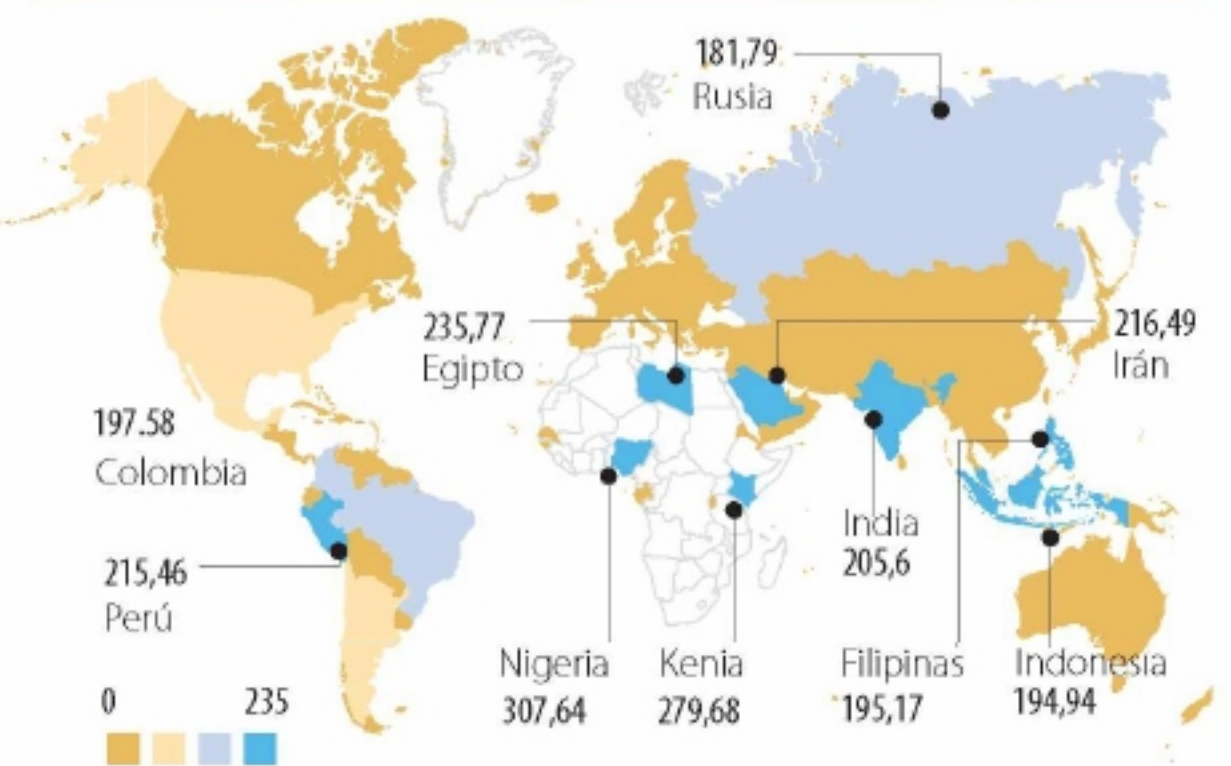 181,79
Rusia
235,77
Egipto
216,49
Irán
197.58
Colombia
215,46
Perú
India
205,6
Nigeria
307,64
Kenia
279,68
Filipinas
195,17
Indonesia
194,94
0 235